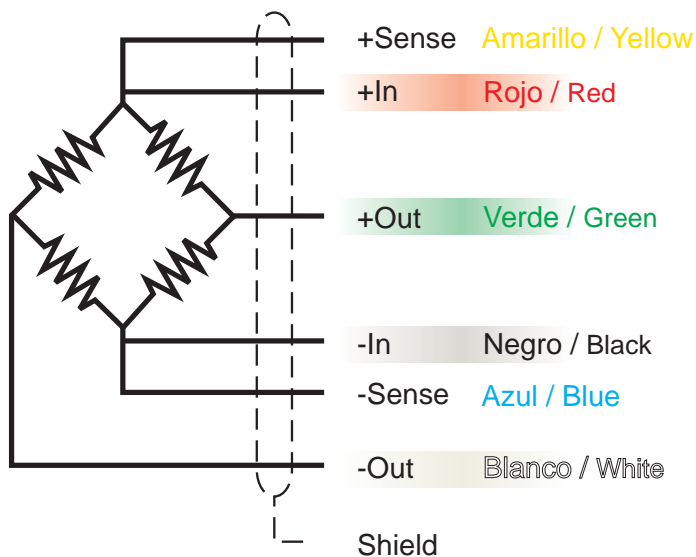 +Sense Amarillo / Yellow
+In Rojo / Red
+Out Verde / Green
-In Negro / Black
-Sense Azul / Blue
-Out Blanco / White
Shield